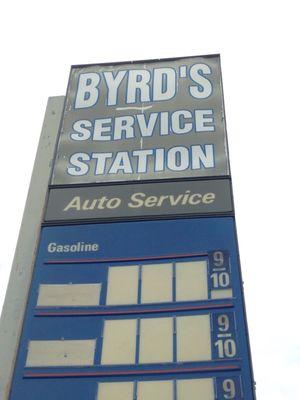 BYRD'S
SERVICE
STATION
Auto Service
Gasoline
9
10
9
10
9